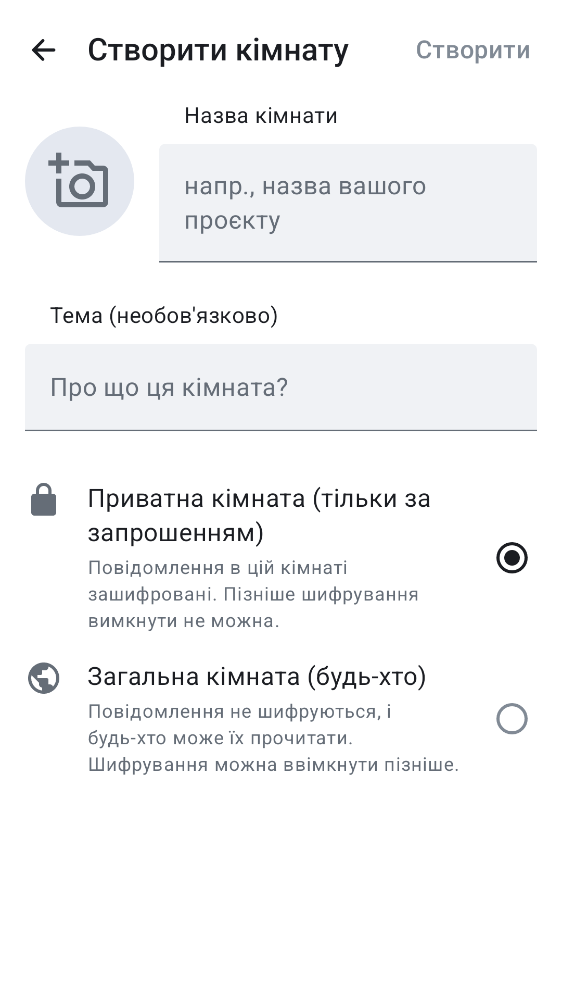 Створити кімнату
Створити
Назва кімнати
напр., назва вашого
проєкту
Тема (необов'язково)
Про що ця кімната?
Приватна кімната (тільки за
запрошенням)
Повідомлення в цій кімнаті
зашифровані. Пізніше шифрування
вимкнути не можна.
Загальна кімната (будь-хто)
Повідомлення не шифруються, і
будь-хто може їх прочитати.
Шифрування можна ввімкнути пізніше.